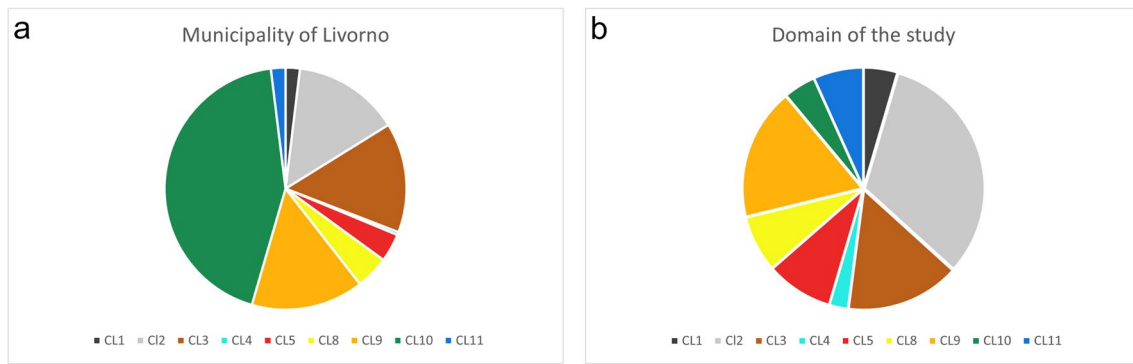 a
Municipality of Livorno
CL1 Cl2 CL3 CL4 CL5 CL8 CL9 CL10 CL11
b
Domain of the study
CL1 Cl2 CL3 CL4 CL5 CL8 CL9 CL10 CL11